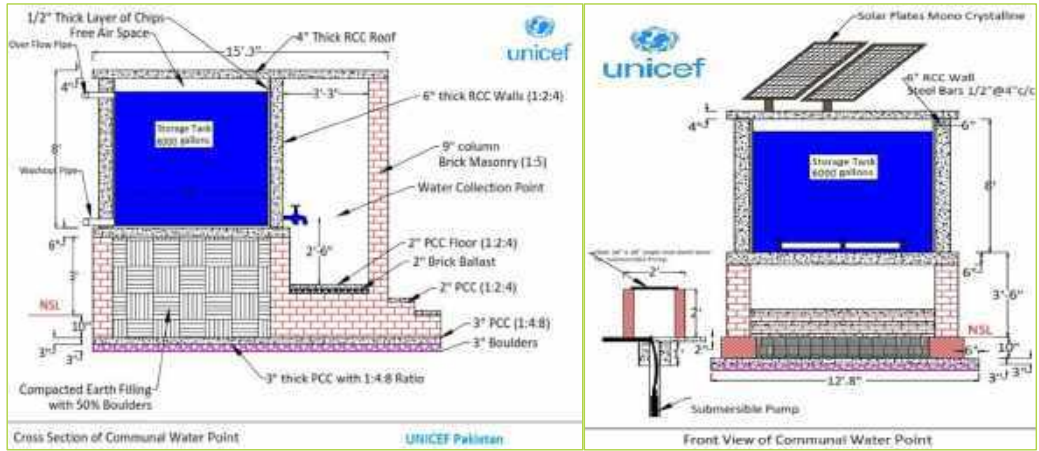 1/2" Thick Layer of Chips
Free Air Space
Over Flow Pipe
15'.3"
4" Thick RCC Roof
unicef
4"
3'-3"
6" thick RCC Walls (1:2:4)
8'
Storage Tank
6000 gallons
9" column
Brick Masonry (1:5)
Washout Pipe
Water Collection Point
2'-6"
6"
2" PCC Floor (1:2:4)
2" Brick Ballast
3'
2" PCC (1:2:4)
NSL
10"
3" PCC (1:4:8)
3"
3"
3" Boulders
3" thick PCC with 1:4:8 Ratio
Compacted Earth Filling
with 50% Boulders
Cross Section of Communal Water Point
UNICEF Pakistan
Solar Plates Mono Crystalline
unicef
6" RCC Wall
Steel Bars 1/2"@4"c/c
4"
6"
Storage Tank
6000 gallons
8'
Submersible Pump
2'
6"
2'
3'-6"
NSL
2"
1'
6"
10"
3"
3"
12'.8"
Submersible Pump
Front View of Communal Water Point